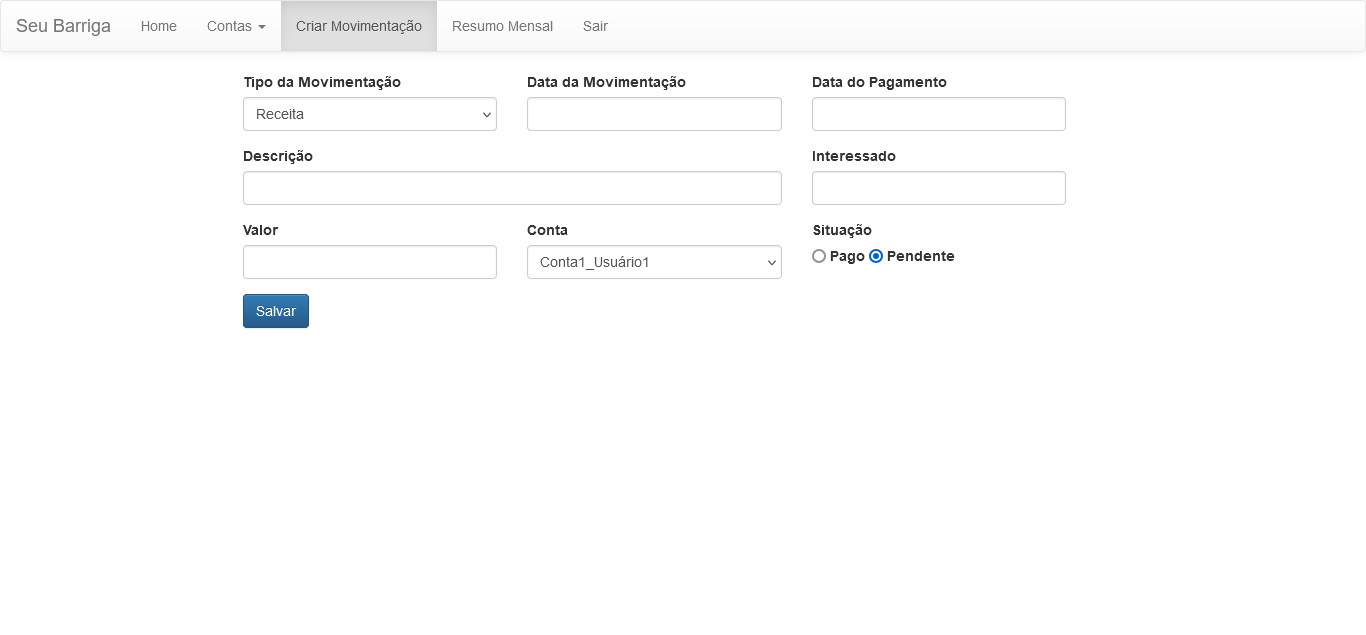 Seu Barriga Home Contas Criar Movimentação Resumo Mensal Sair
Tipo da Movimentação Data da Movimentação Data do Pagamento
Receita
Descrição Interessado
Valor Conta Situação
Conta1_Usuário1 Pago Pendente
Salvar